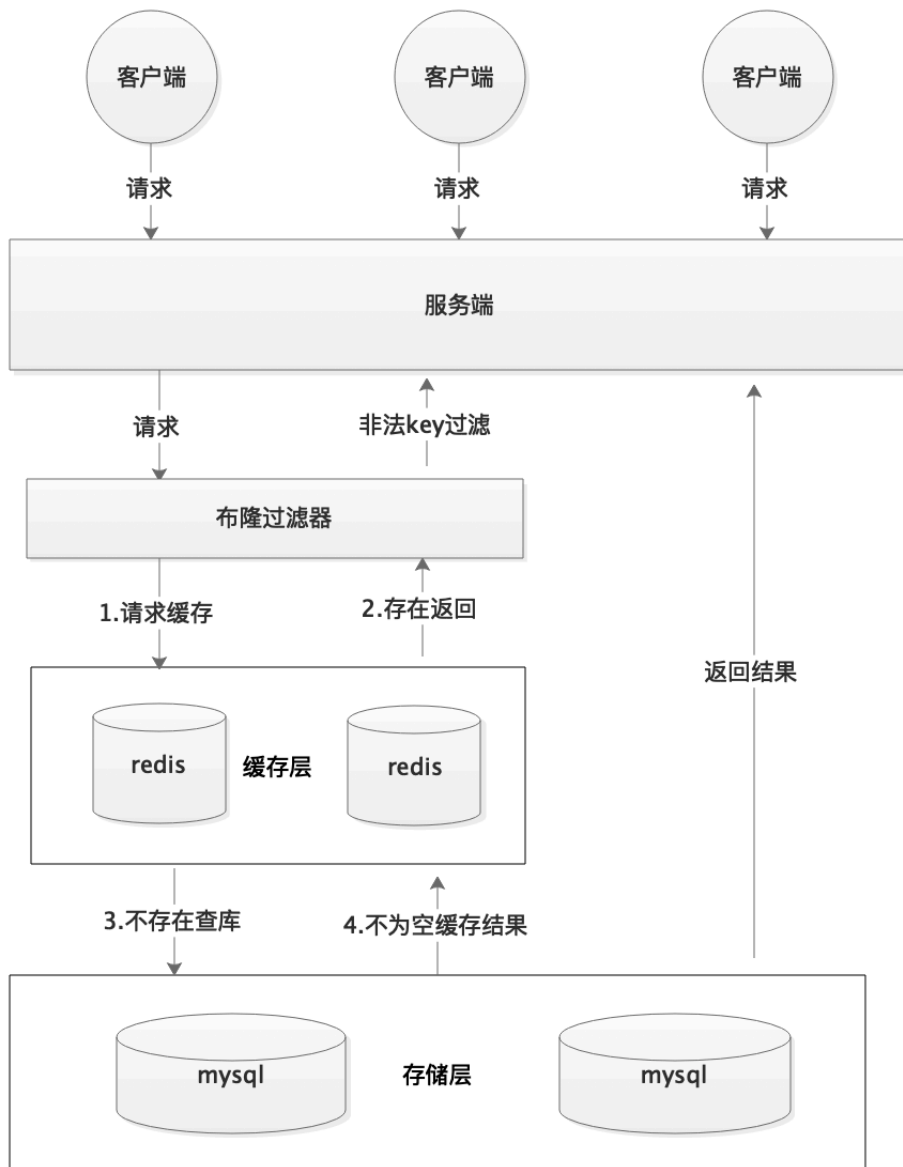 客户端
客户端
客户端
请求
请求
请求
服务端
请求
非法key过滤
布隆过滤器
1.请求缓存
2.存在返回
返回结果
redis
缓存层
redis
3.不存在查库
4.不为空缓存结果
mysql
存储层
mysql